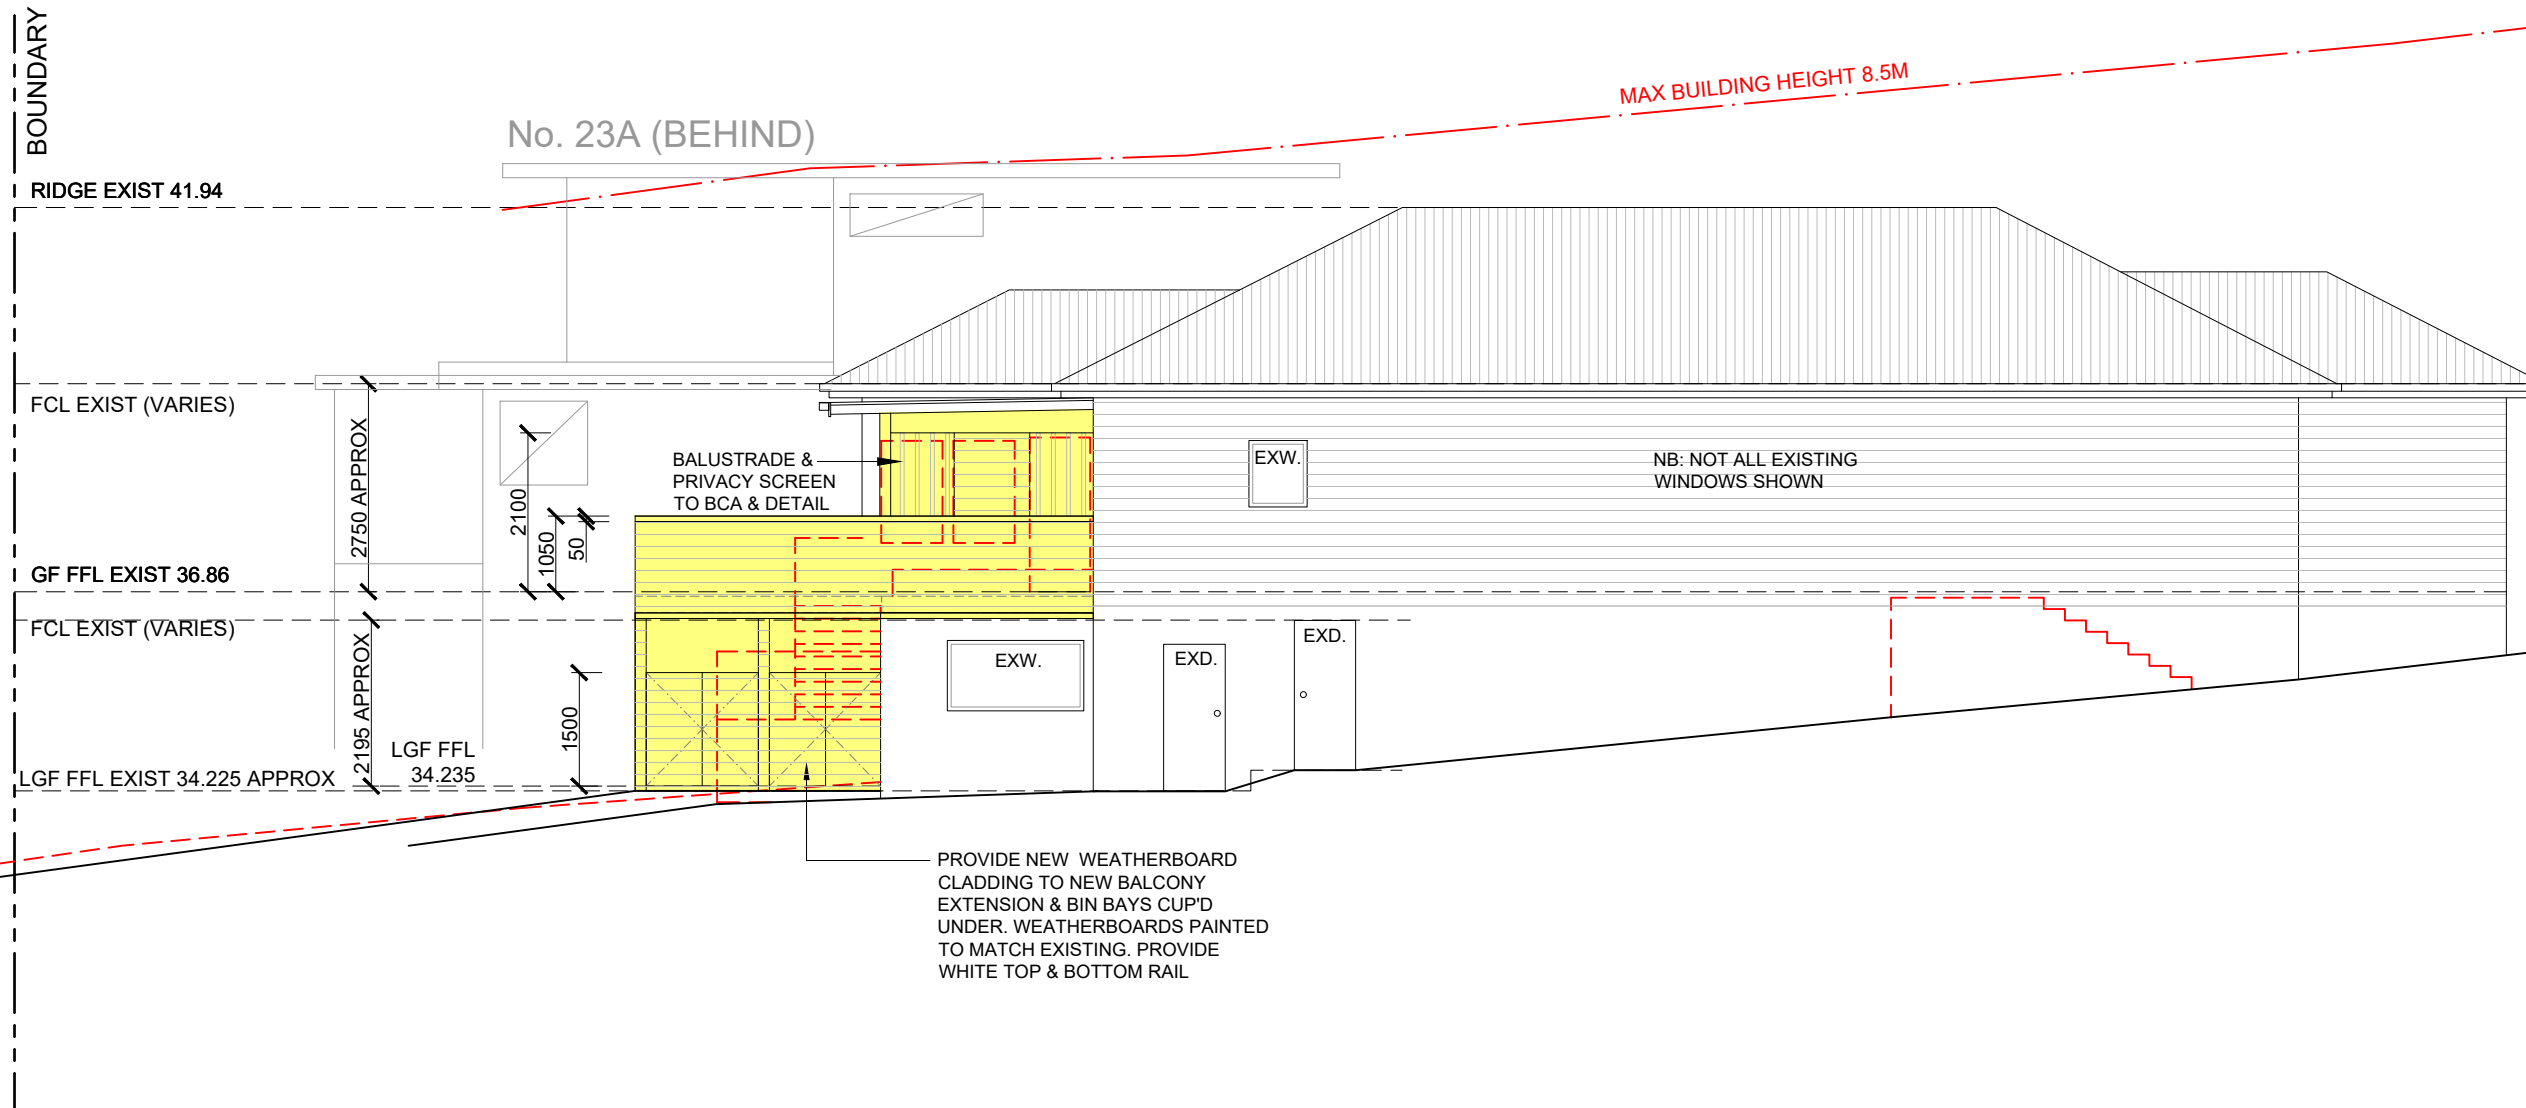 BOUNDARY
MAX BUILDING HEIGHT 8.5M
No. 23A (BEHIND)
RIDGE EXIST 41.94
FCL EXIST (VARIES)
2750 APPROX
2100
1050
50
BALUSTRADE &
PRIVACY SCREEN
TO BCA & DETAIL
EXW.
NB: NOT ALL EXISTING
WINDOWS SHOWN
GF FFL EXIST 36.86
FCL EXIST (VARIES)
2195 APPROX
1500
EXW.
EXD.
EXD.
LGF FFL
34.235
LGF FFL EXIST 34.225 APPROX
PROVIDE NEW WEATHERBOARD
CLADDING TO NEW BALCONY
EXTENSION & BIN BAYS CUP'D
UNDER. WEATHERBOARDS PAINTED
TO MATCH EXISTING. PROVIDE
WHITE TOP & BOTTOM RAIL